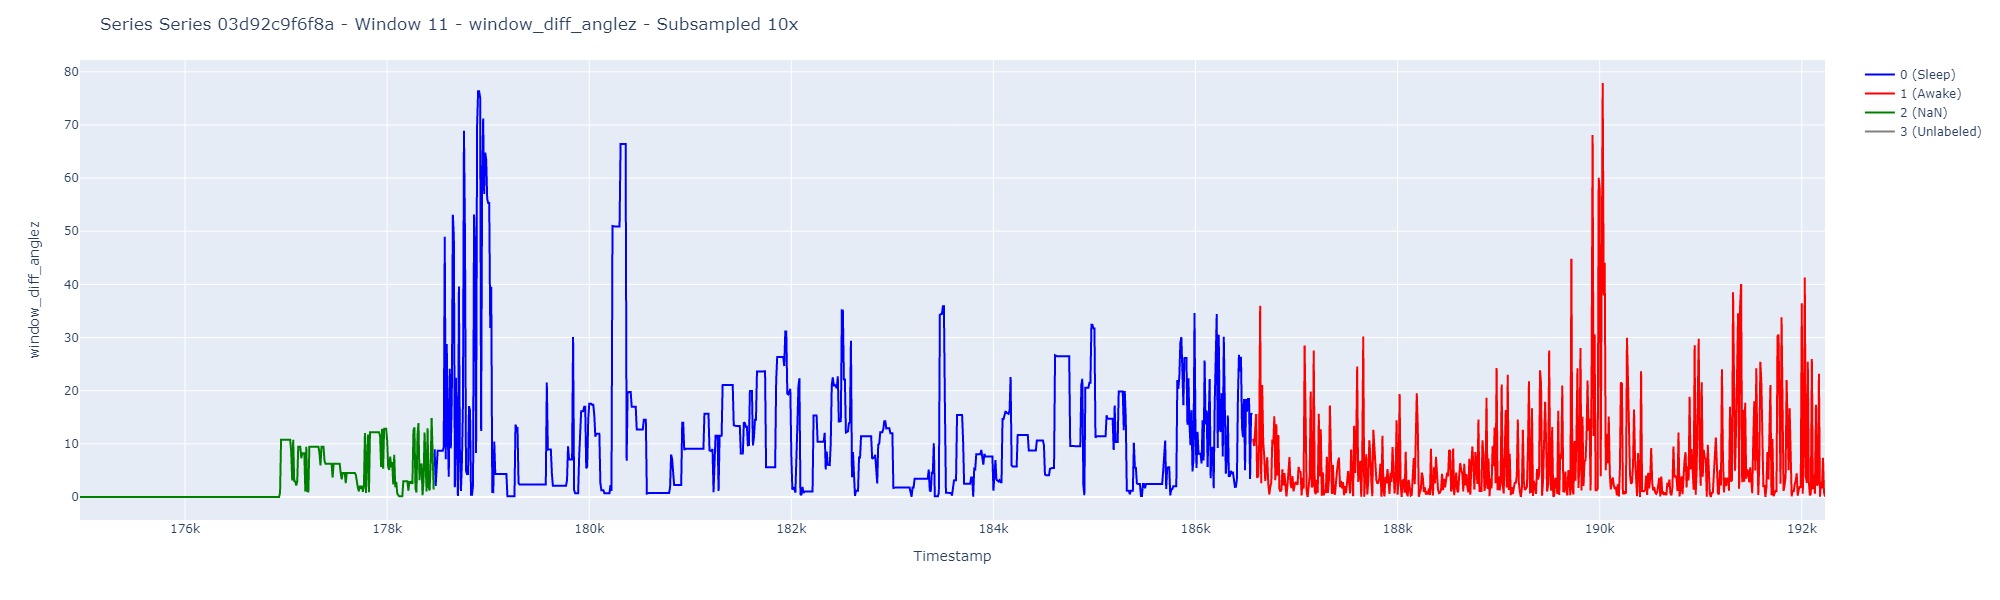 Series Series 03d92c9f6f8a - Window 11 - window_diff_anglez - Subsampled 10x
0 (Sleep)
1 (Awake)
2 (NaN)
3 (Unlabeled)
window_diff_anglez
80
70
60
50
40
30
20
10
0
176k 178k 180k 182k 184k 186k 188k 190k 192k
Timestamp